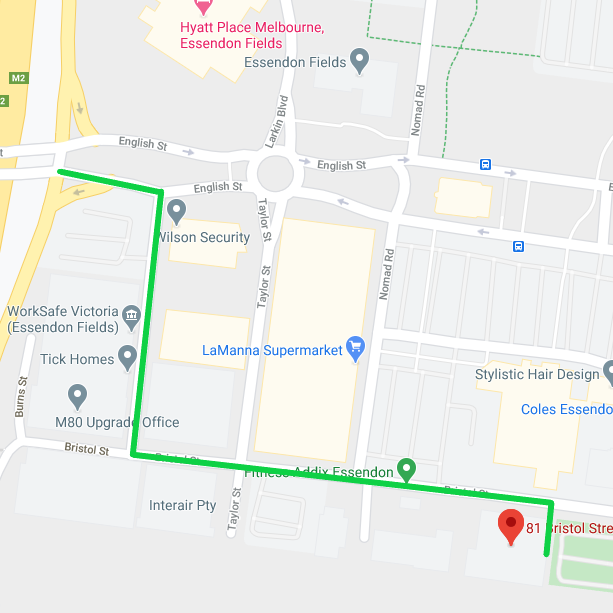 Hyatt Place Melbourne,
Essendon Fields
Essendon Fields
M2
2
Larkin Blvd
Nomad Rd
English St
English St
English St
Taylor St
Wilson Security
Taylor St
Nomad Rd
WorkSafe Victoria
(Essendon Fields)
LaManna Supermarket
Tick Homes
Stylistic Hair Design
Burns St
M80 Upgrade Office
Coles Essendo
Bristol St
Bristol St
Fitness Addix Essendon
Bristol St
Interair Pty
Taylor St
81 Bristol Stre